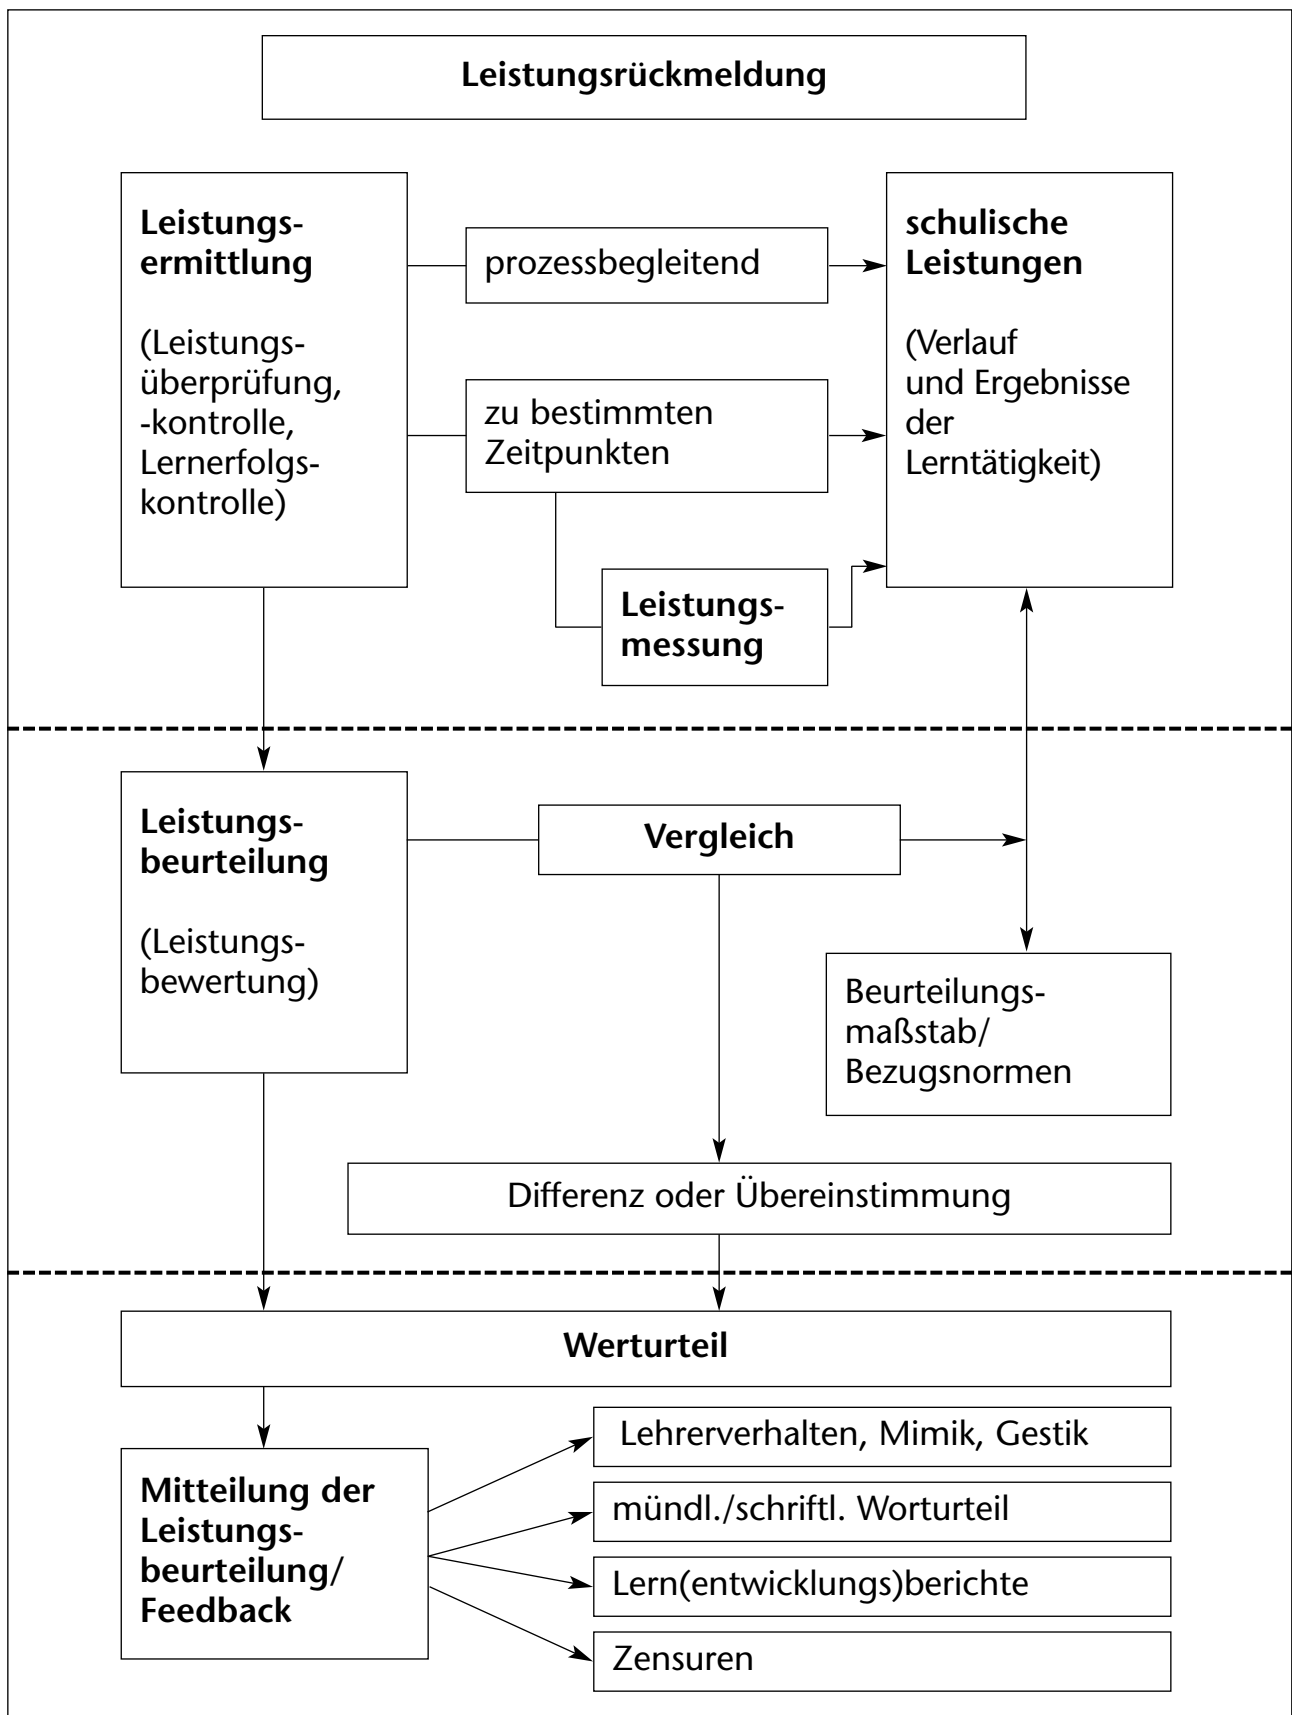 Leistungsrückmeldung
Leistungs-
ermittlung
(Leistungs-
überprüfung,
-kontrolle,
Lernerfolgs-
kontrolle)
prozessbegleitend
zu bestimmten
Zeitpunkten
Leistungs-
messung
schulische
Leistungen
(Verlauf
und Ergebnisse
der
Lerntätigkeit)
Leistungs-
beurteilung
(Leistungs-
bewertung)
Vergleich
Beurteilungs-
maßstab/
Bezugsnormen
Differenz oder Übereinstimmung
Werturteil
Mitteilung der
Leistungs-
beurteilung/
Feedback
Lehrerverhalten, Mimik, Gestik
mündl./schriftl. Worturteil
Lern(entwicklungs)berichte
Zensuren